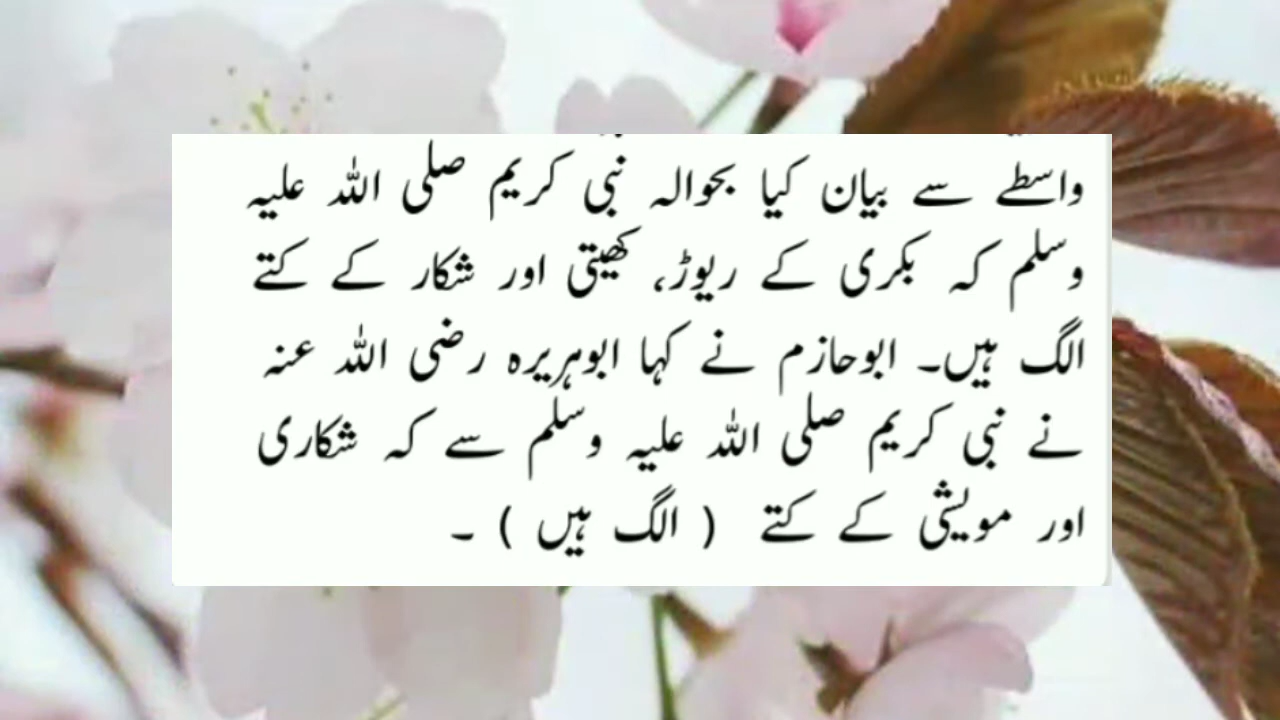 واسطے سے بیان کیا بحوالہ نبی کریم صلی اللہ علیہ
وسلم کہ بکری کے ریوڑ، کھیتی اور شکار کے کتے
الگ ہیں۔ ابوحازم نے کہا ابوہریرہ رضی اللہ عنہ
نے نبی کریم صلی اللہ علیہ وسلم سے کہ شکاری
اور مویشی کے کتے ( الگ ہیں ) ۔